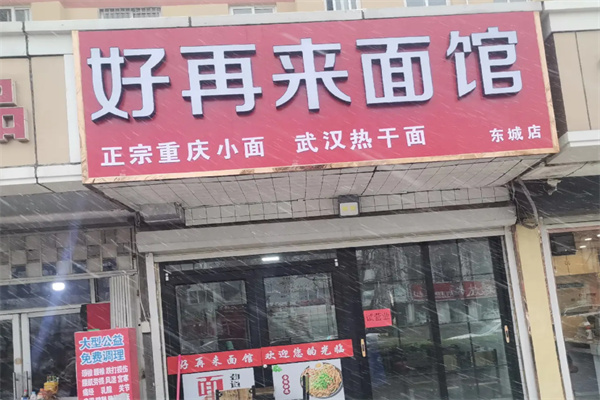 好再来面馆
正宗重庆小面 武汉热干面 东城店
好再来面馆 欢迎您的光临
面
大型公益
免费调理